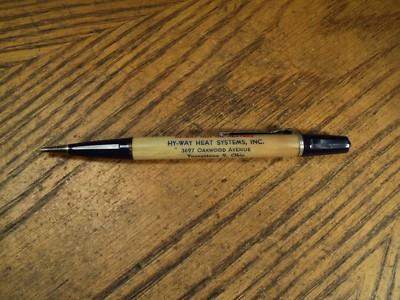 HY-WAY HEAT SYSTEMS, INC.
3697 OAKWOOD AVENUE
Youngstown 9, Ohio